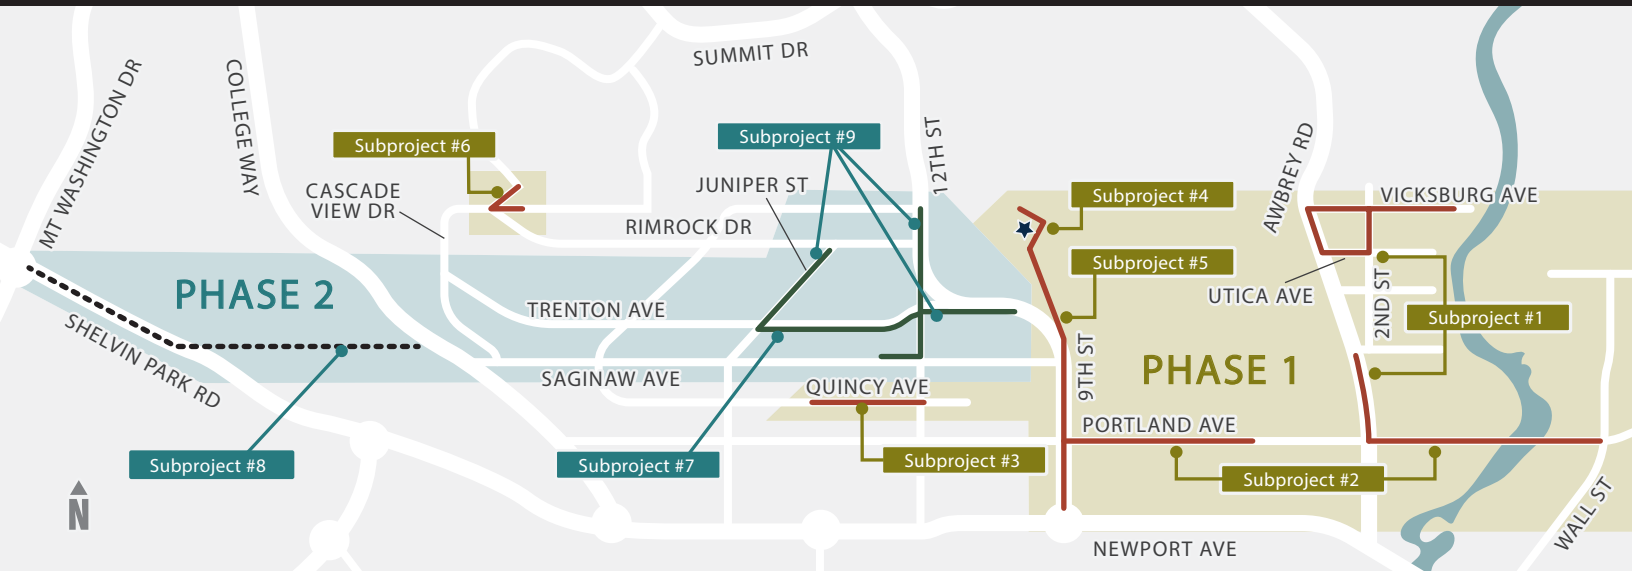 SUMMIT DR
MT WASHINGTON DR
COLLEGE WAY
Subproject #6
Subproject #9
12TH ST
JUNIPER ST
CASCADE
VIEW DR
RIMROCK DR
Subproject #4
AWBREY RD
VICKSBURG AVE
Subproject #5
PHASE 2
TRENTON AVE
UTICA AVE
2ND ST
Subproject #1
SHELVIN PARK RD
SAGINAW AVE
QUINCY AVE
9TH ST
PHASE 1
PORTLAND AVE
Subproject #8
Subproject #7
Subproject #3
Subproject #2
N
WALL ST
NEWPORT AVE